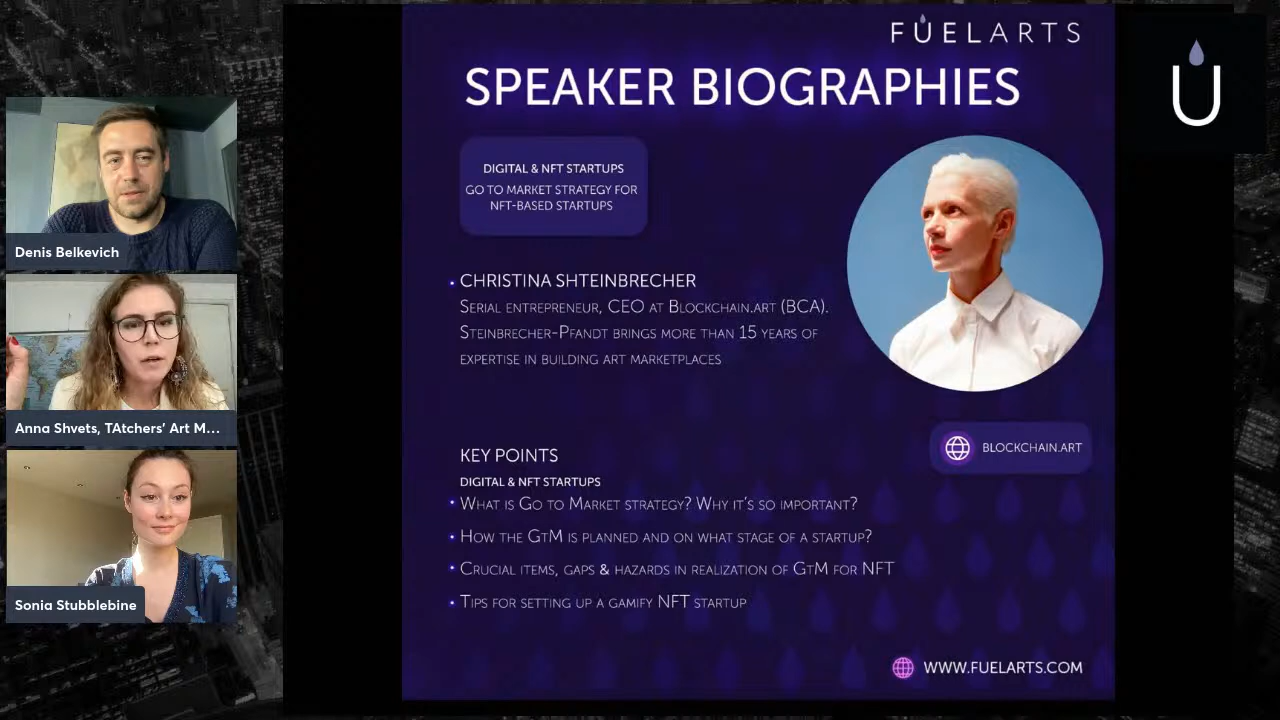 FUELARTS
SPEAKER BIOGRAPHIES
DIGITAL & NFT STARTUPS
GO TO MARKET STRATEGY FOR
NFT-BASED STARTUPS
• CHRISTINA SHTEINBRECHER
SERIAL ENTREPRENEUR, CEO AT BLOCKCHAIN.ART (BCA).
STEINBRECHER-PFANDT BRINGS MORE THAN 15 YEARS OF
EXPERTISE IN BUILDING ART MARKETPLACES
BLOCKCHAIN.ART
KEY POINTS
DIGITAL & NFT STARTUPS
• WHAT IS GO TO MARKET STRATEGY? WHY IT'S SO IMPORTANT?
• HOW THE GTM IS PLANNED AND ON WHAT STAGE OF A STARTUP?
• CRUCIAL ITEMS, GAPS & HAZARDS IN REALIZATION OF GTM FOR NFT
• TIPS FOR SETTING UP A GAMIFY NFT STARTUP
WWW.FUELARTS.COM
U
Denis Belkevich
Anna Shvets, TAtchers' Art M...
Sonia Stubblebine